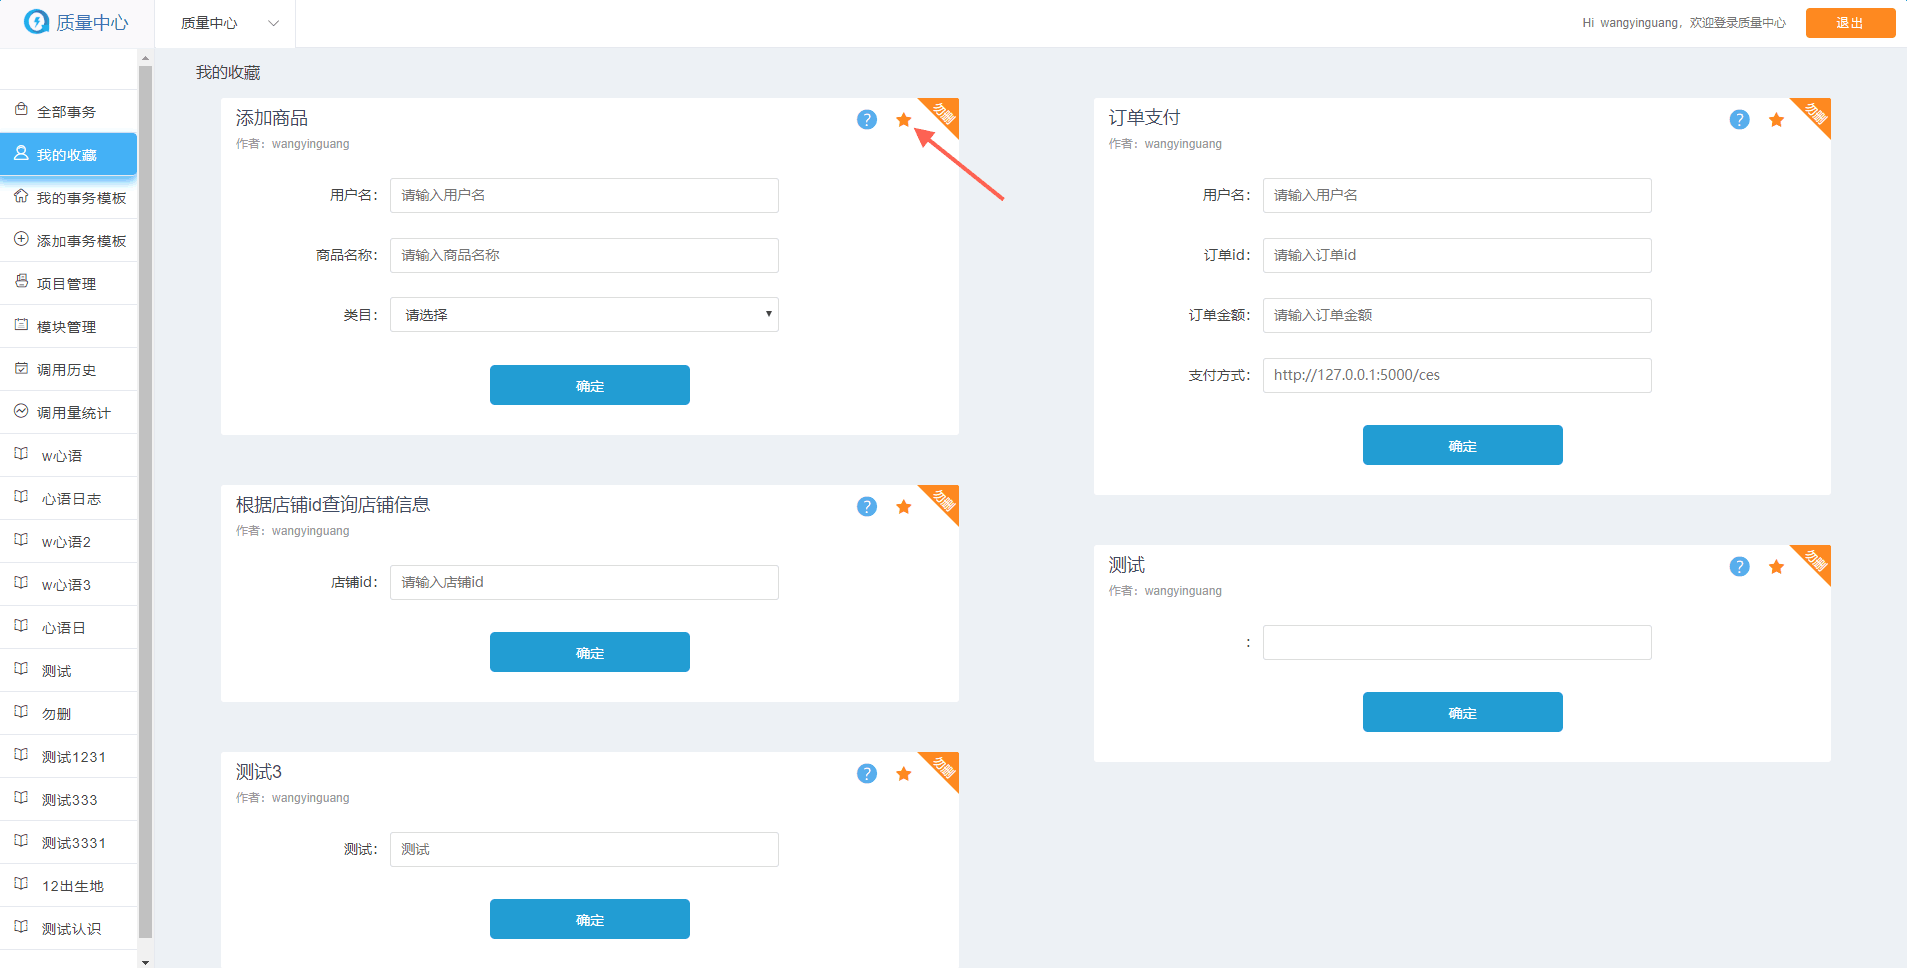 质量中心
质量中心
Hi wangyinguang，欢迎登录质量中心
退出
全部事务
我的收藏
我的事务模板
添加事务模板
项目管理
模块管理
调用历史
调用量统计
w心语
心语日志
w心语2
w心语3
心语日
测试
勿删
测试1231
测试333
测试3331
12出生地
测试认识
我的收藏
添加商品
?
勿删
作者：wangyinguang
用户名：
请输入用户名
商品名称：
请输入商品名称
类目：
请选择
确定
根据店铺id查询店铺信息
?
勿删
作者：wangyinguang
店铺id：
请输入店铺id
确定
测试3
?
勿删
作者：wangyinguang
测试：
测试
确定
订单支付
?
勿删
作者：wangyinguang
用户名：
请输入用户名
订单id：
请输入订单id
订单金额：
请输入订单金额
支付方式：
http://127.0.0.1:5000/ces
确定
测试
?
勿删
作者：wangyinguang
：
确定